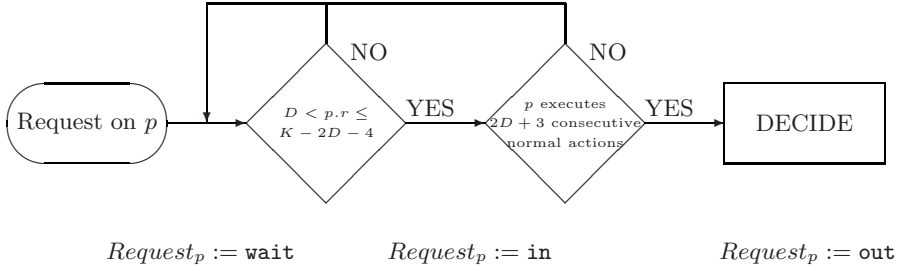 NO
NO
Request on p
D < p.r ≤
K − 2D − 4
YES
p executes
2D + 3 consecutive
normal actions
YES
DECIDE
Request_p := wait
Request_p := in
Request_p := out